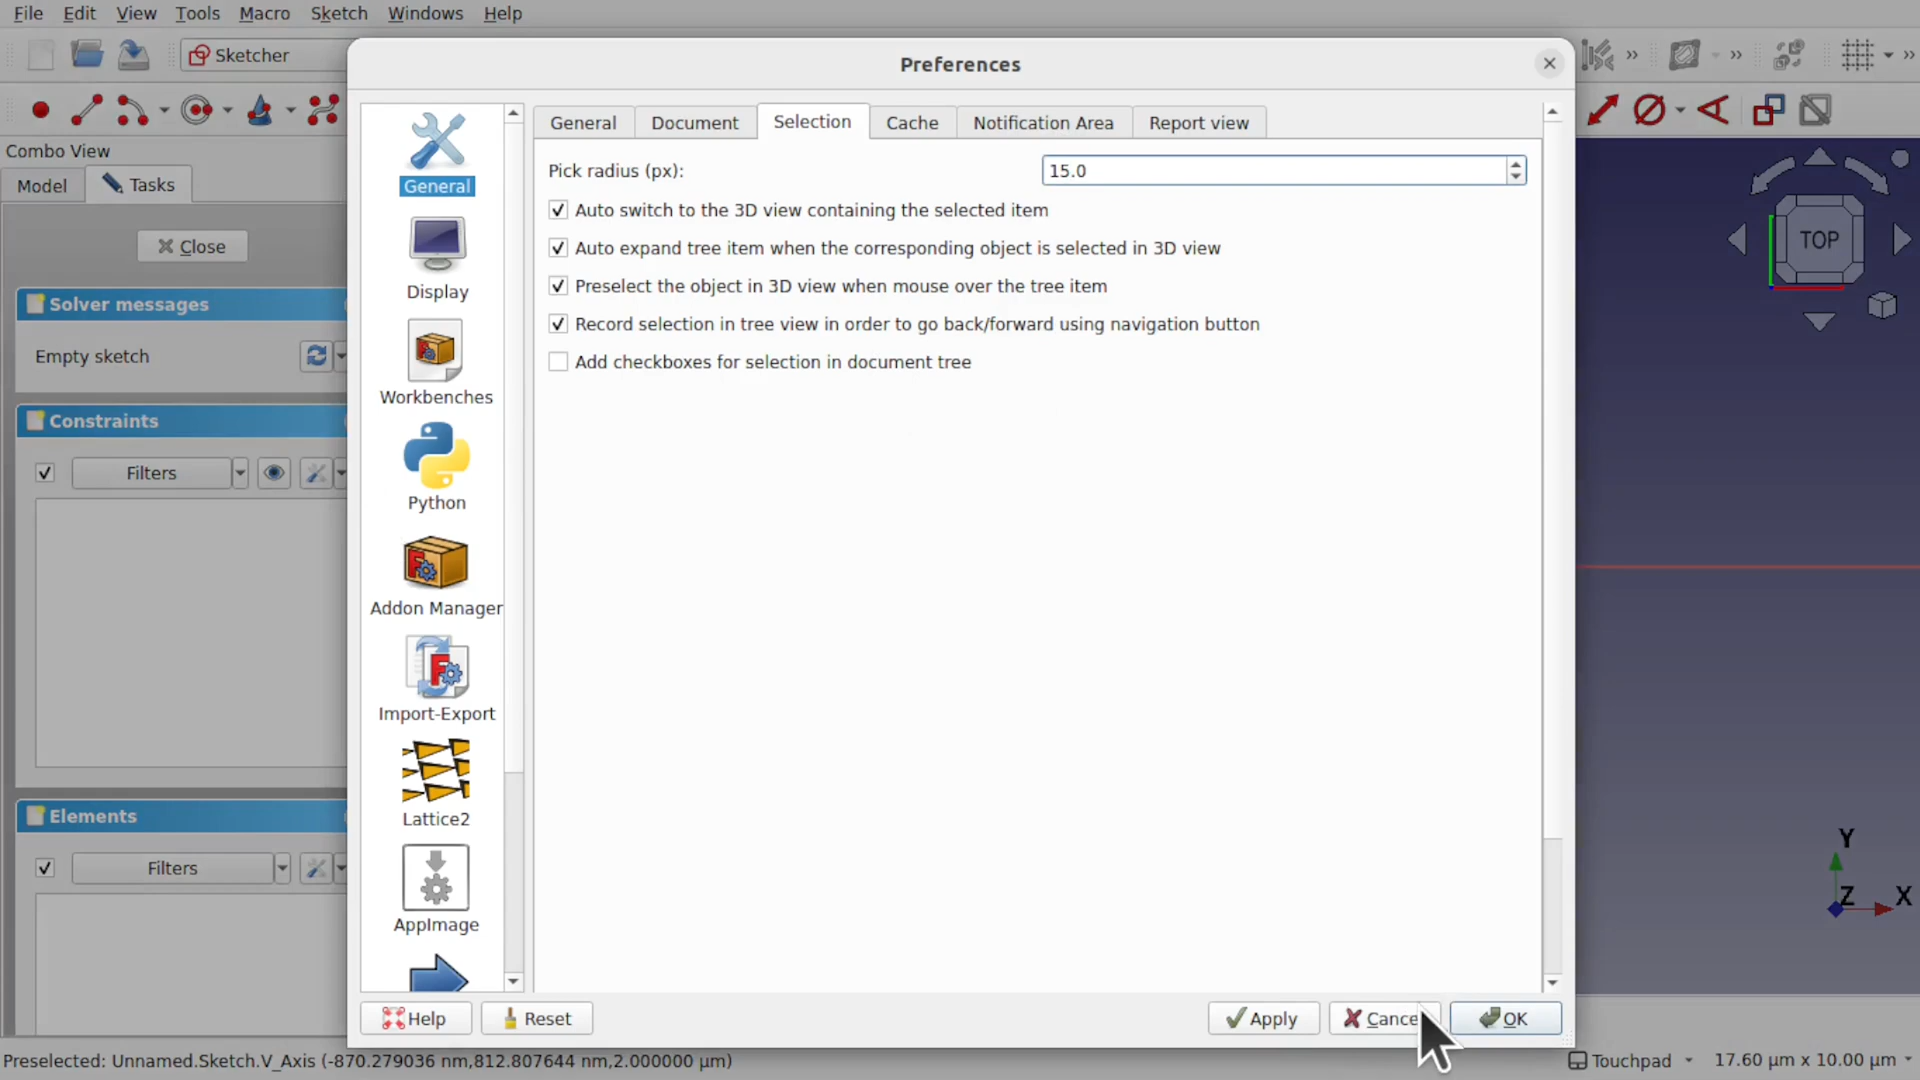 File Edit View Tools Macro Sketch Windows Help
Sketcher
Preferences
Combo View
Model Tasks
Close
Solver messages
Empty sketch
Constraints
Filters
Elements
Filters
General
Display
Workbenches
Python
Addon Manager
Import-Export
Lattice2
AppImage
General Document Selection Cache Notification Area Report view
Pick radius (px): 15.0
Auto switch to the 3D view containing the selected item
Auto expand tree item when the corresponding object is selected in 3D view
Preselect the object in 3D view when mouse over the tree item
Record selection in tree view in order to go back/forward using navigation button
Add checkboxes for selection in document tree
TOP
Y
Z X
Help Reset Apply Cance OK
Preselected: Unnamed.Sketch.V_Axis (-870.279036 nm,812.807644 nm,2.000000 µm)
Touchpad 17.60 µm x 10.00 µm